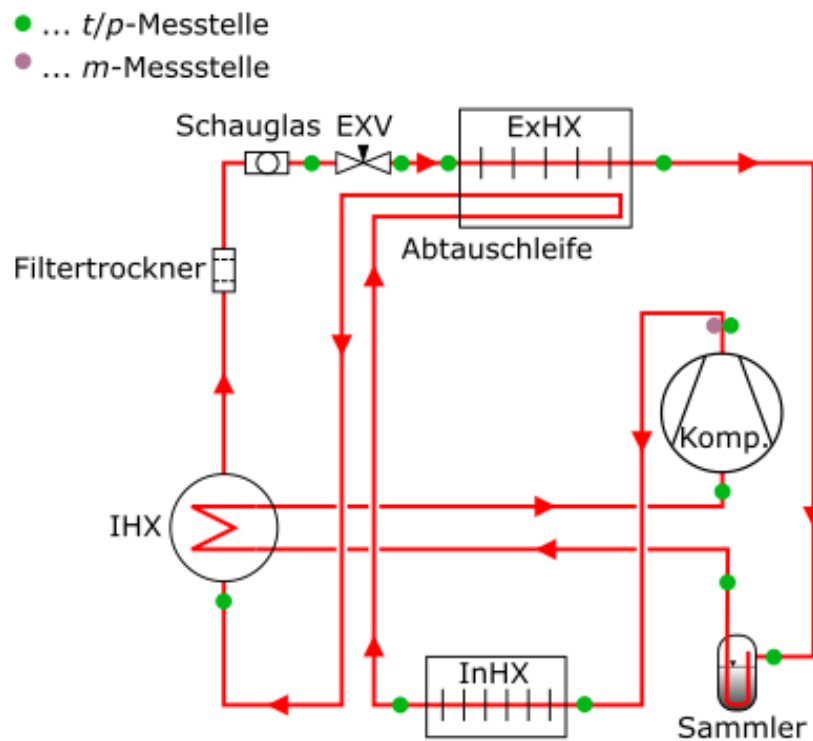 ... t/p-Messtelle
... m-Messstelle
Schauglas EXV
ExHX
Abtauschleife
Filtertrockner
Komp.
IHX
InHX
Sammler